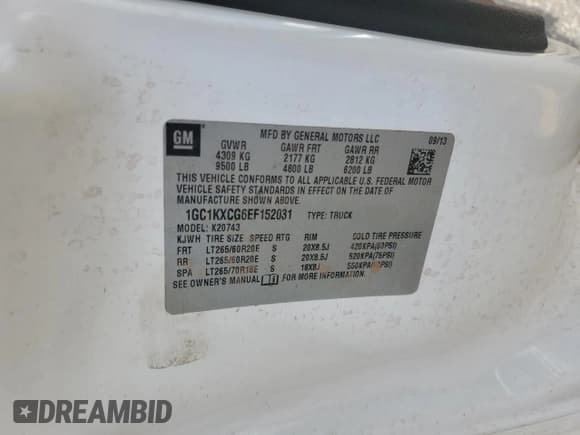 GM
MFD BY GENERAL MOTORS LLC 09/13
GVWR GAWR FRT GAWR RR
4309 KG 2177 KG 2812 KG
9500 LB 4800 LB 6200 LB
THIS VEHICLE CONFORMS TO ALL APPLICABLE U.S. FEDERAL MOTOR
VEHICLE SAFETY STANDARDS IN EFFECT ON THE DATE OF
MANUFACTURE SHOWN ABOVE.
1GC1KXCG6EF152031 TYPE: TRUCK
MODEL: K20743
KJWH TIRE SIZE SPEED RTG RIM COLD TIRE PRESSURE
FRT LT265/60R20E S 20X8.5J 420KPA(60PSI)
RR LT265/60R20E S 20X8.5J 520KPA(75PSI)
SPA LT265/70R18E S 18X8J 550KPA
SEE OWNER'S MANUAL FOR MORE INFORMATION.
DREAMBID